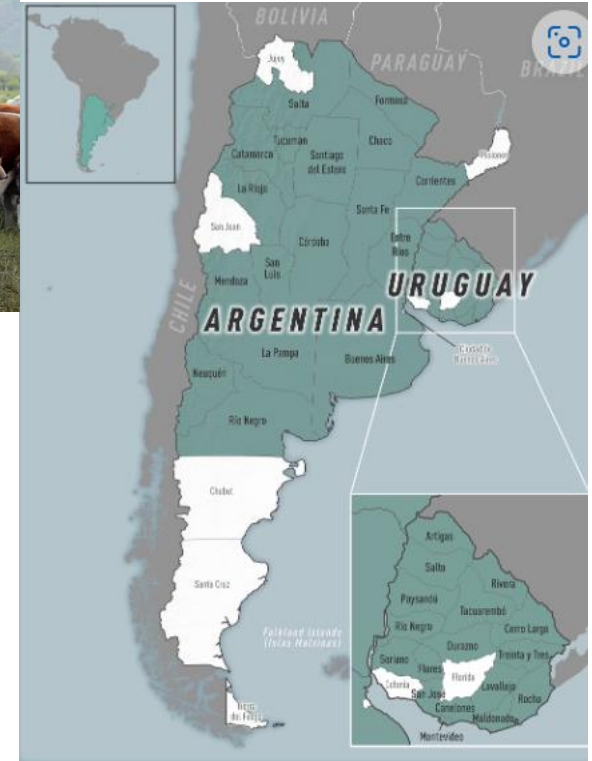 BOLIVIA
PARAGUAY
BRAZIL
Jujuy
Salta
Formosa
Tucumán
Chaco
Misiones
Catamarca
Santiago
del Estero
Corrientes
La Rioja
Santa Fe
San Juan
Córdoba
Entre
Ríos
San
Luis
Mendoza
URUGUAY
CHILE
ARGENTINA
La Pampa
Buenos Aires
Neuquén
Río Negro
Chubut
Santa Cruz
Falkland Islands
(Islas Malvinas)
Tierra
del Fuego
Artigas
Salto
Rivera
Paysandú
Tacuarembó
Río Negro
Cerro Largo
Durazno
Treinta y Tres
Soriano
Flores
Florida
Colonia
San José
Lavalleja
Rocha
Canelones
Maldonado
Montevideo